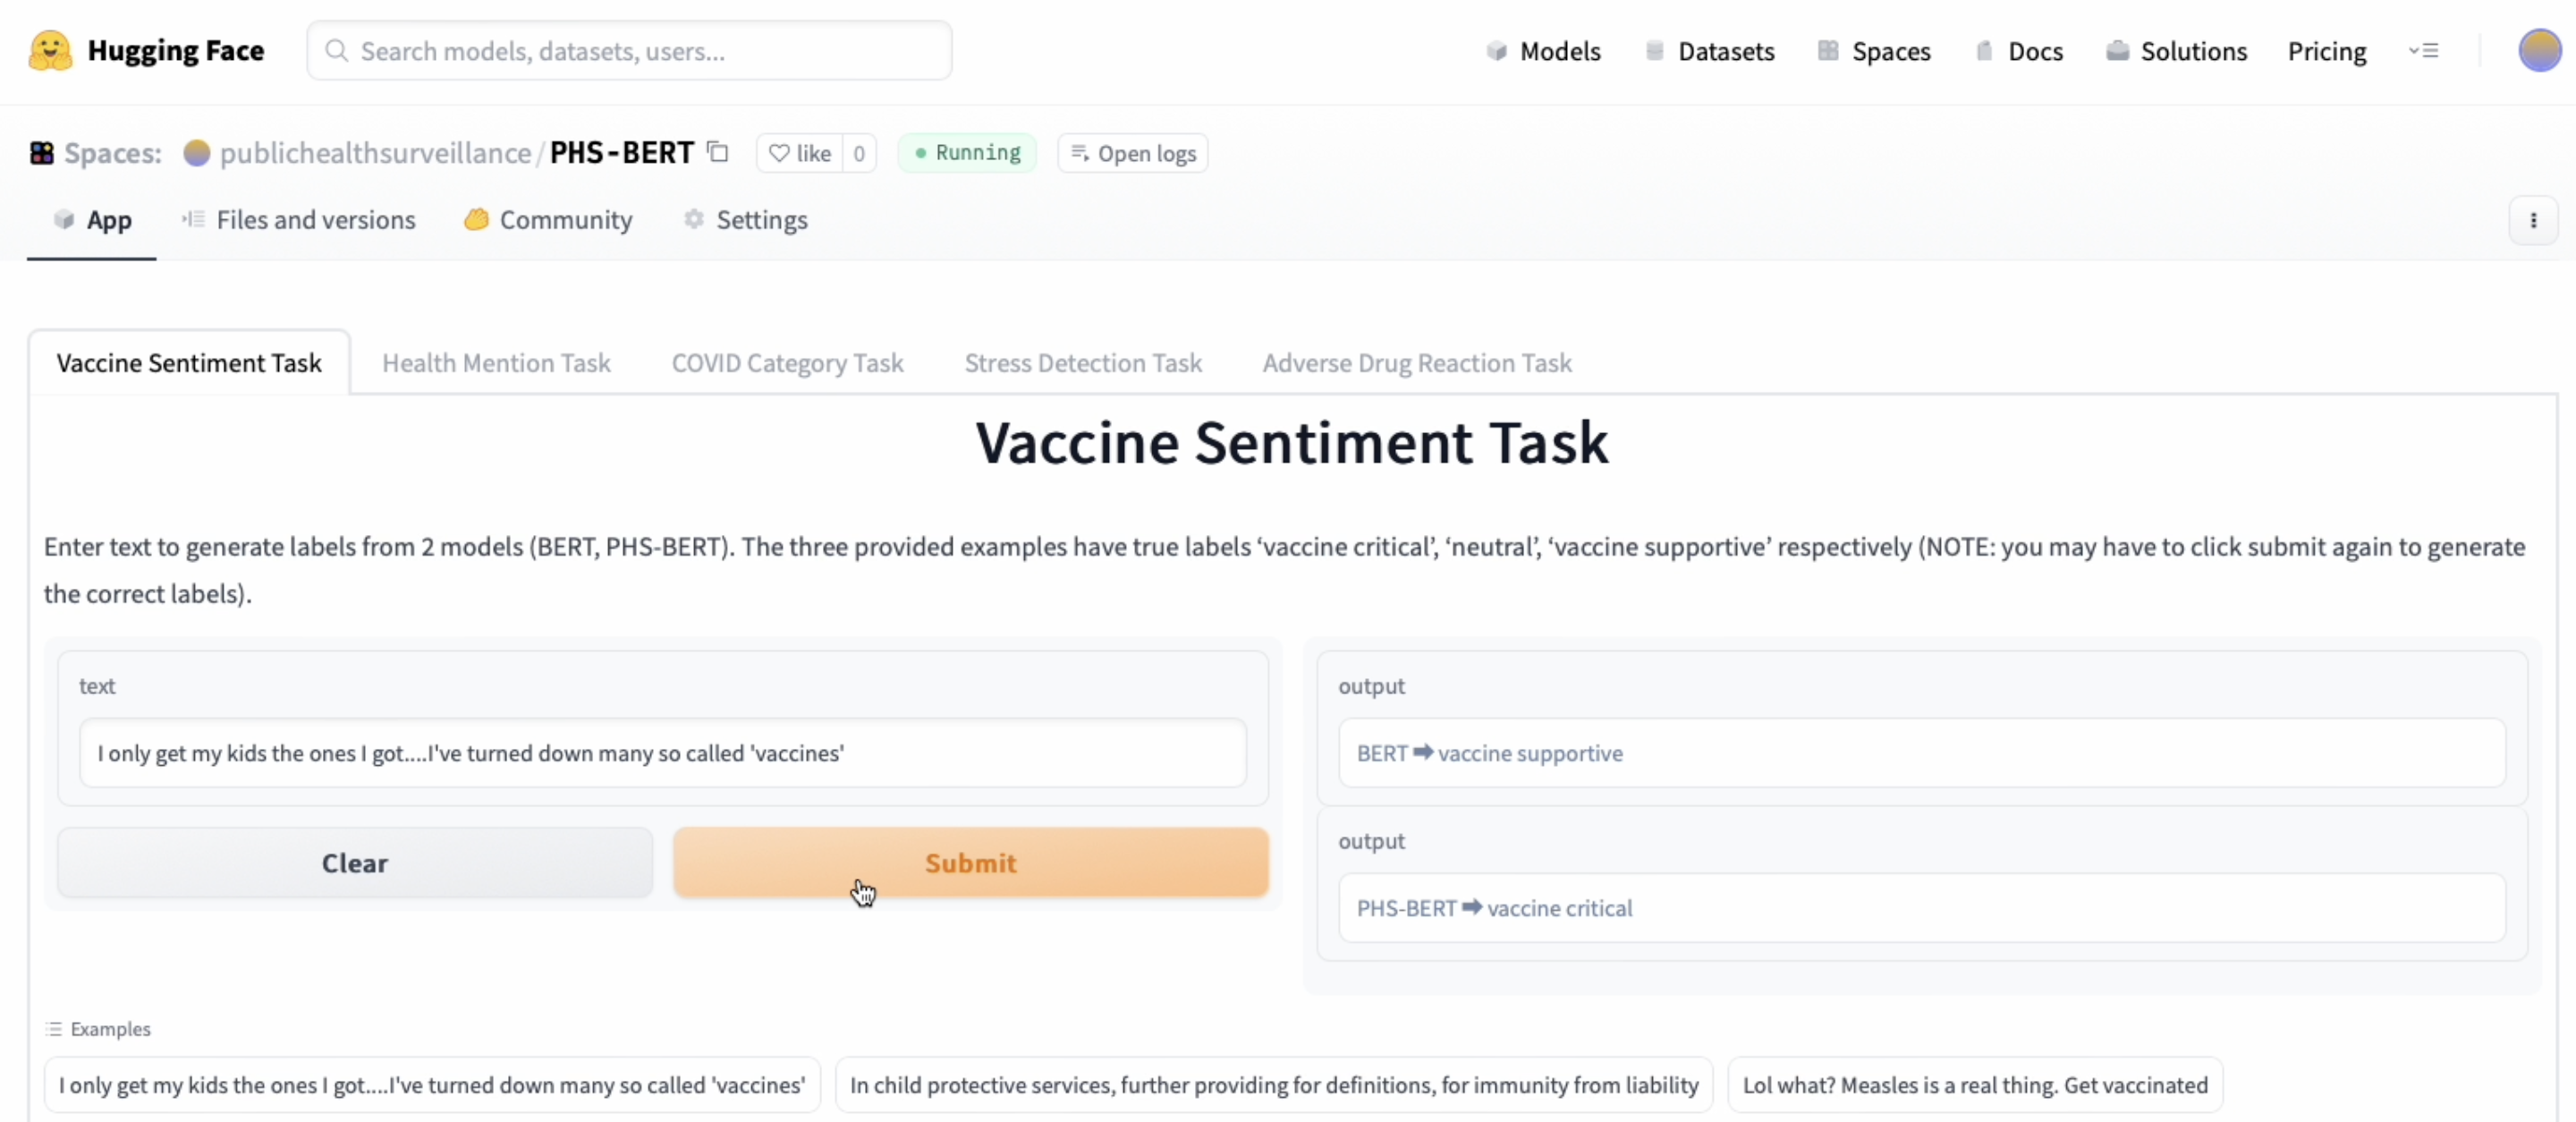 Hugging Face Search models, datasets, users... Models Datasets Spaces Docs Solutions Pricing
Spaces: publichealthsurveillance/PHS-BERT like 0 Running Open logs
App Files and versions Community Settings
Vaccine Sentiment Task Health Mention Task COVID Category Task Stress Detection Task Adverse Drug Reaction Task
Vaccine Sentiment Task
Enter text to generate labels from 2 models (BERT, PHS-BERT). The three provided examples have true labels ‘vaccine critical’, ‘neutral’, ‘vaccine supportive’ respectively (NOTE: you may have to click submit again to generate
the correct labels).
text
I only get my kids the ones I got....I've turned down many so called 'vaccines'
Clear Submit
output
BERT ➡ vaccine supportive
output
PHS-BERT ➡ vaccine critical
Examples
I only get my kids the ones I got....I've turned down many so called 'vaccines' In child protective services, further providing for definitions, for immunity from liability Lol what? Measles is a real thing. Get vaccinated